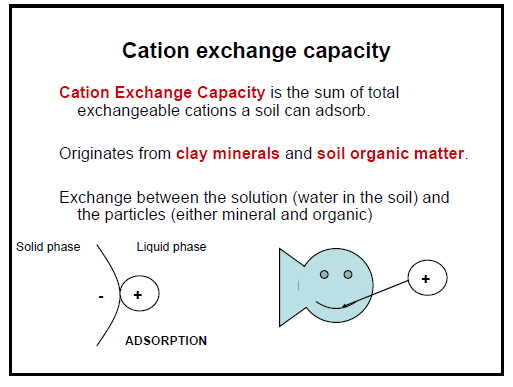 Cation exchange capacity
Cation Exchange Capacity is the sum of total
exchangeable cations a soil can adsorb.
Originates from clay minerals and soil organic matter.
Exchange between the solution (water in the soil) and
the particles (either mineral and organic)
Solid phase
Liquid phase
- +
+
ADSORPTION